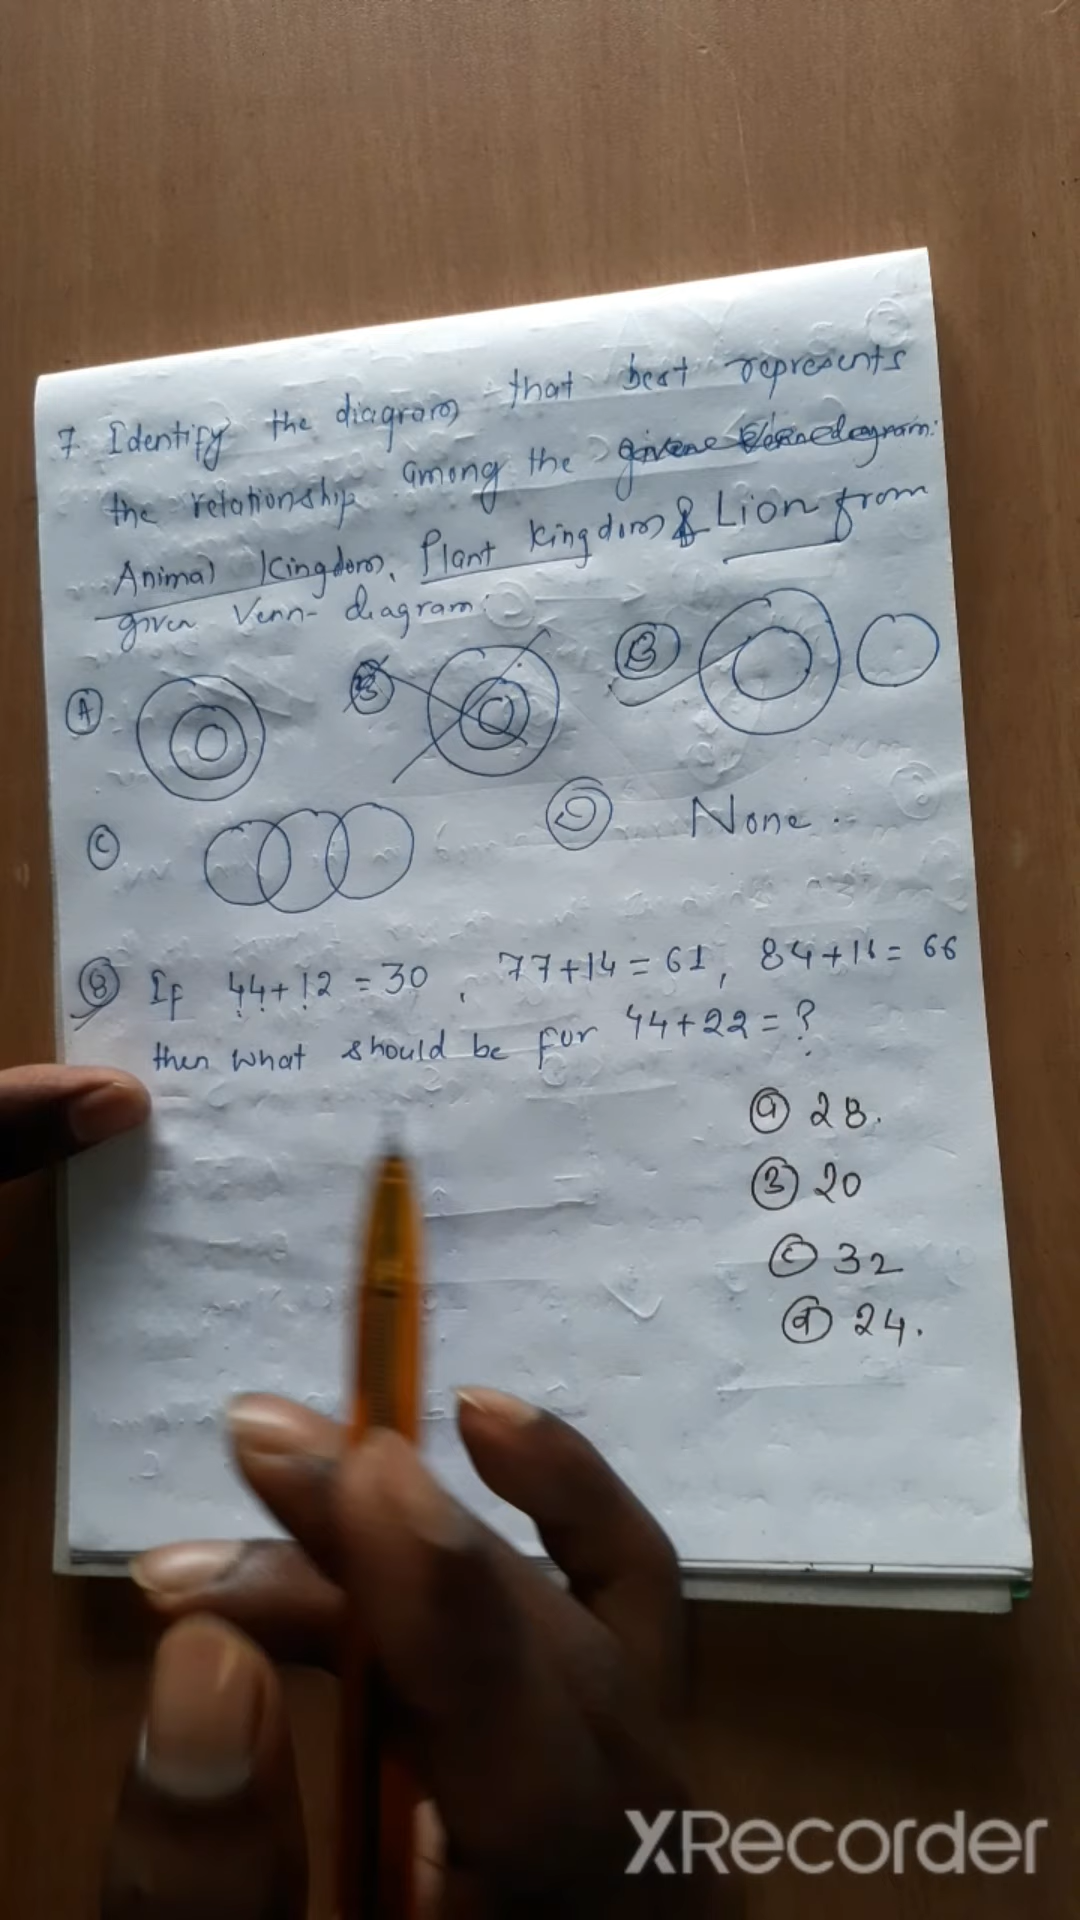 7. Identify the diagram that best represents
the relationship among the
Animal Kingdom, Plant kingdom & Lion from
given Venn-diagram:
A
B
B
C
D None.
8 If 44+12 = 30, 77+14 = 61, 84+16 = 66
then what should be for 44+22 = ?
a 28.
B 20
C 32
d 24.
XRecorder